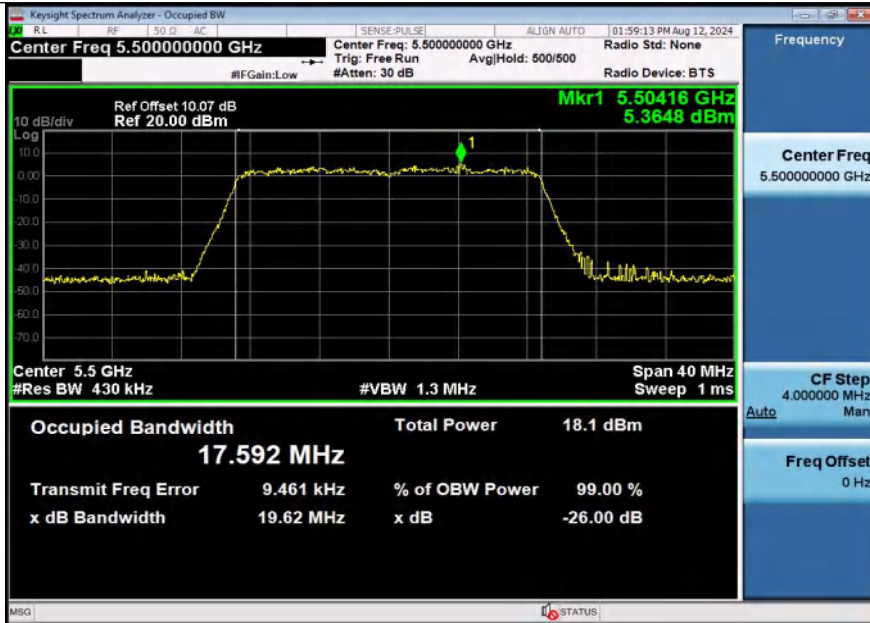 Keysight Spectrum Analyzer - Occupied BW
LXI RL RF 50 Ω AC SENSE:PULSE ALIGN AUTO 01:59:13 PM Aug 12, 2024
Center Freq 5.500000000 GHz
Center Freq: 5.500000000 GHz
Radio Std: None
Trig: Free Run Avg|Hold: 500/500
#IFGain:Low #Atten: 30 dB Radio Device: BTS
Ref Offset 10.07 dB
Mkr1 5.50416 GHz
10 dB/div Ref 20.00 dBm 5.3648 dBm
Log
1
10.0
0.00
-10.0
-20.0
-30.0
-40.0
-50.0
-60.0
-70.0
Center 5.5 GHz Span 40 MHz
#Res BW 430 kHz #VBW 1.3 MHz Sweep 1 ms
Occupied Bandwidth Total Power 18.1 dBm
17.592 MHz
Transmit Freq Error 9.461 kHz % of OBW Power 99.00 %
x dB Bandwidth 19.62 MHz x dB -26.00 dB
MSG STATUS
Frequency
Center Freq
5.500000000 GHz
CF Step
4.000000 MHz
Auto Man
Freq Offset
0 Hz